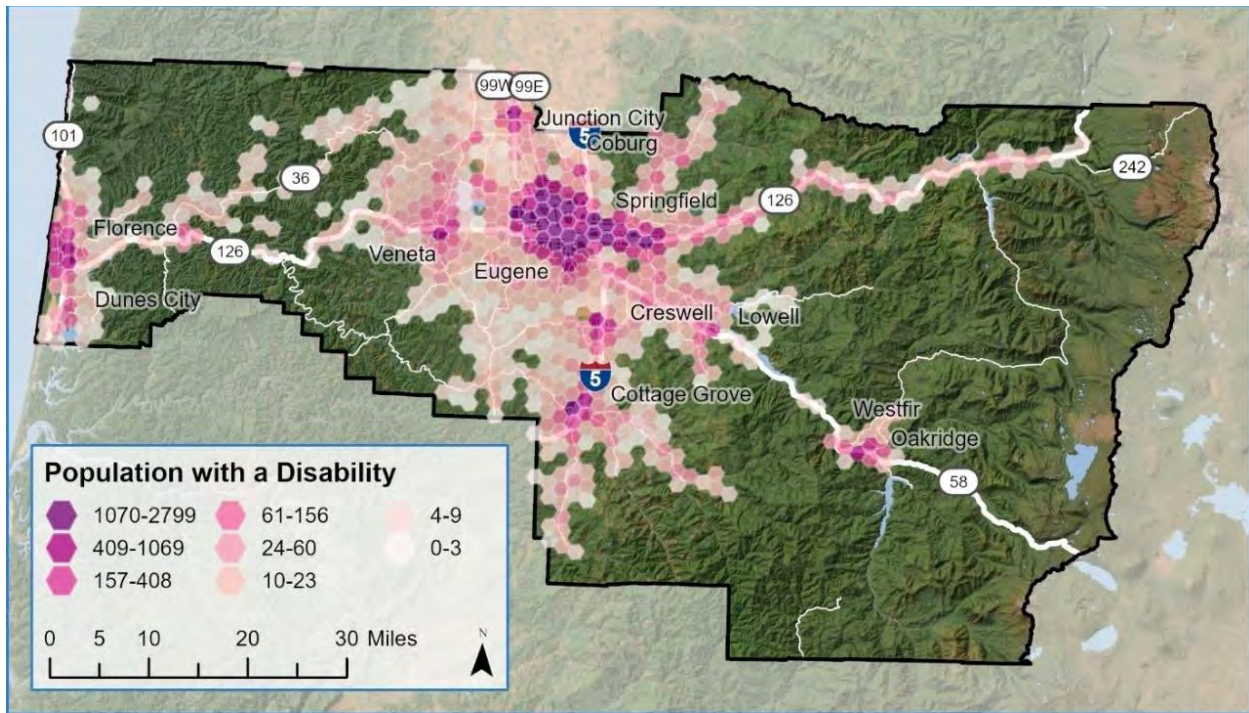 99W
99E
Junction City
101
5
Coburg
36
242
Springfield
126
Florence
126
Veneta
Eugene
Dunes City
Creswell
Lowell
5
Cottage Grove
Westfir
Oakridge
58
Population with a Disability
1070-2799
61-156
4-9
409-1069
24-60
0-3
157-408
10-23
0
5
10
20
30 Miles
N